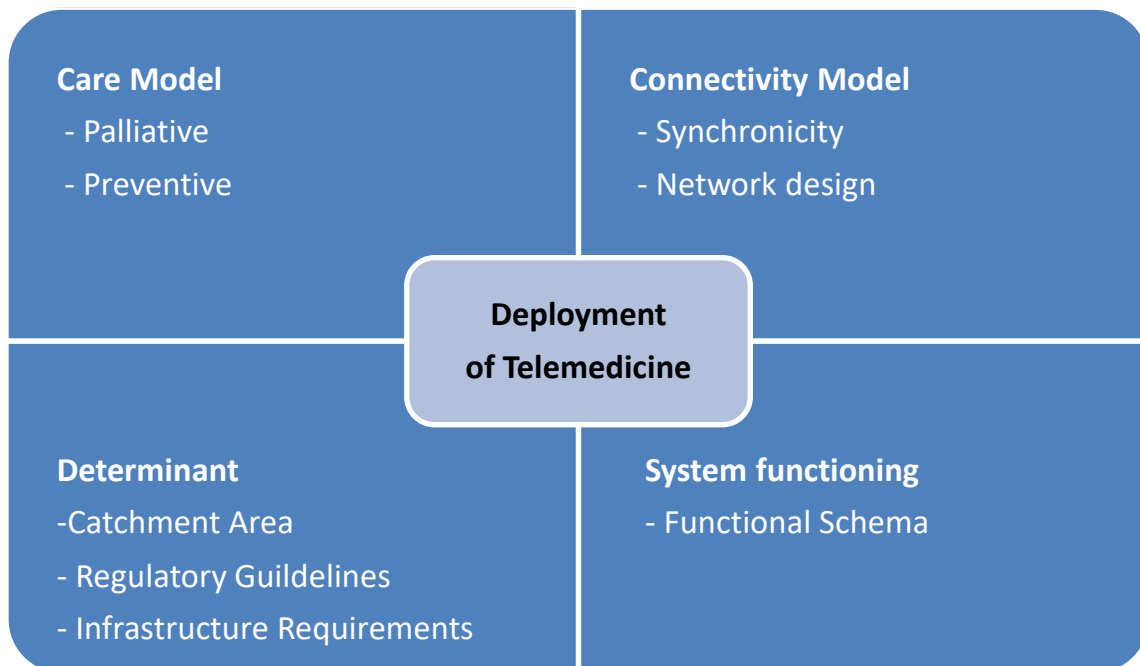 Care Model
- Palliative
- Preventive
Connectivity Model
- Synchronicity
- Network design
Deployment
of Telemedicine
Determinant
-Catchment Area
- Regulatory Guildelines
- Infrastructure Requirements
System functioning
- Functional Schema